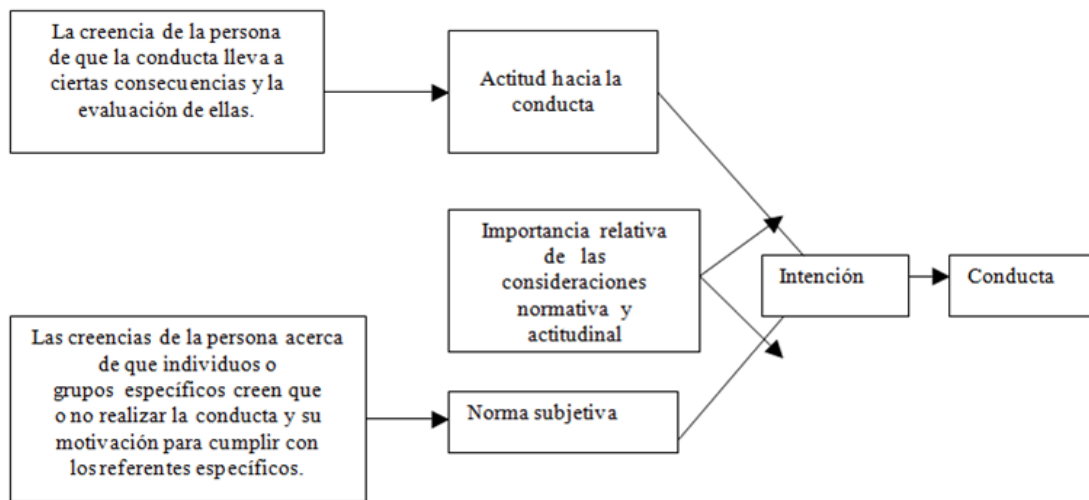 La creencia de la persona
de que la conducta lleva a
ciertas consecuencias y la
evaluación de ellas.
Actitud hacia la
conducta
Importancia relativa
de las
consideraciones
normativa y
actitudinal
Intención
Conducta
Las creencias de la persona acerca
de que individuos o
grupos específicos creen que
o no realizar la conducta y su
motivación para cumplir con
los referentes específicos.
Norma subjetiva